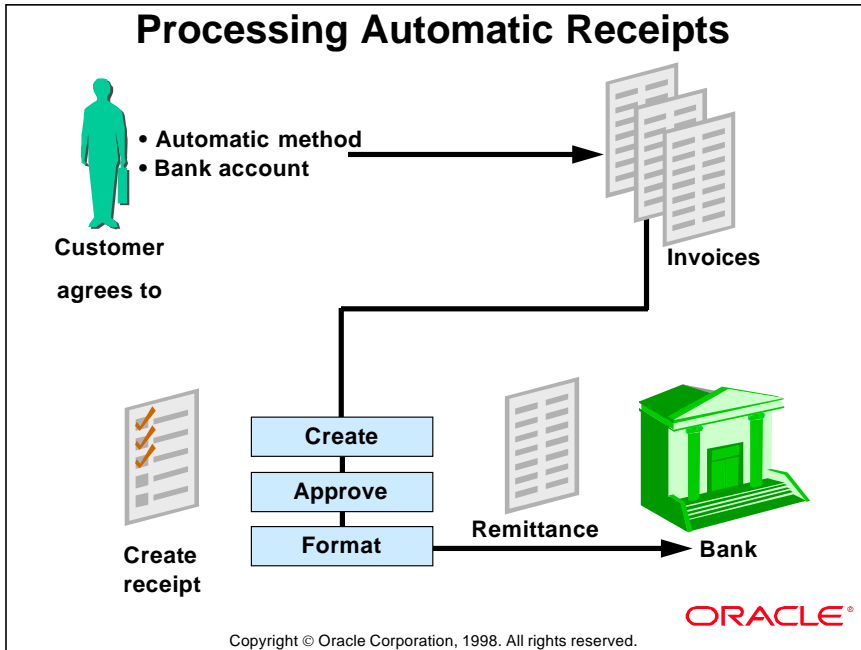 Processing Automatic Receipts
• Automatic method
• Bank account
Customer
agrees to
Invoices
Create
Approve
Format
Create
receipt
Remittance
Bank
ORACLE®
Copyright © Oracle Corporation, 1998. All rights reserved.